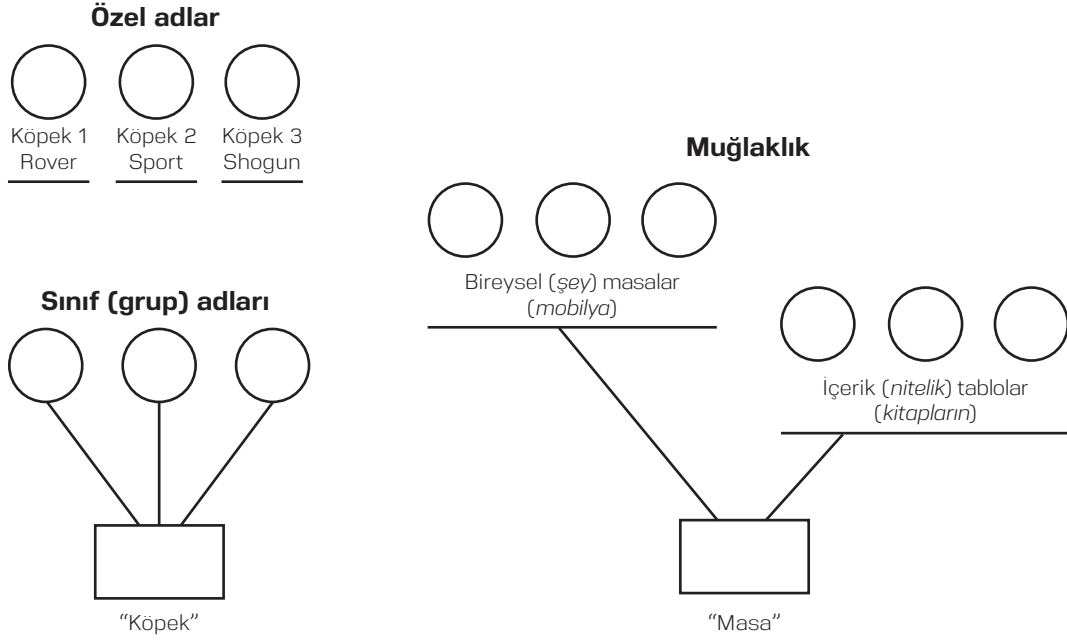 Özel adlar
Köpek 1 Köpek 2 Köpek 3
Rover Sport Shogun
Sınıf (grup) adları
"Köpek"
Muğlaklık
Bireysel (şey) masalar
(mobilya)
İçerik (nitelik) tablolar
(kitapların)
"Masa"